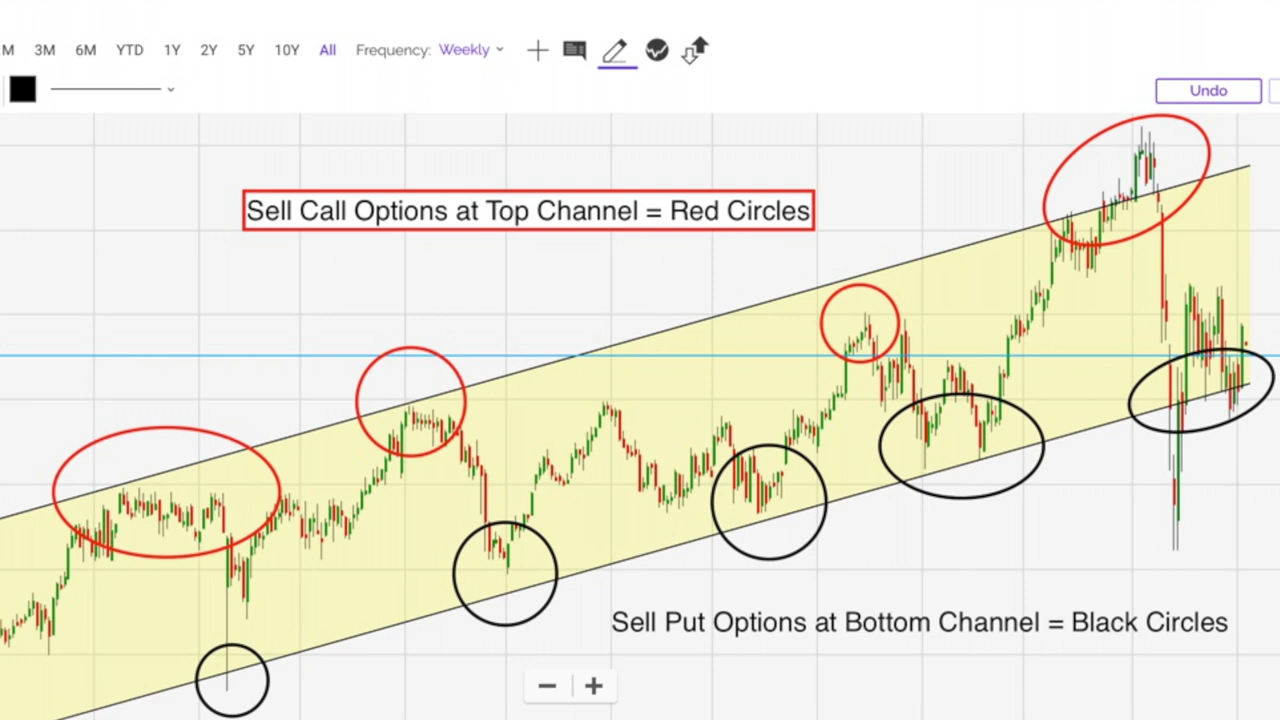 M 3M 6M YTD 1Y 2Y 5Y 10Y All Frequency: Weekly
Undo
Sell Call Options at Top Channel = Red Circles
Sell Put Options at Bottom Channel = Black Circles